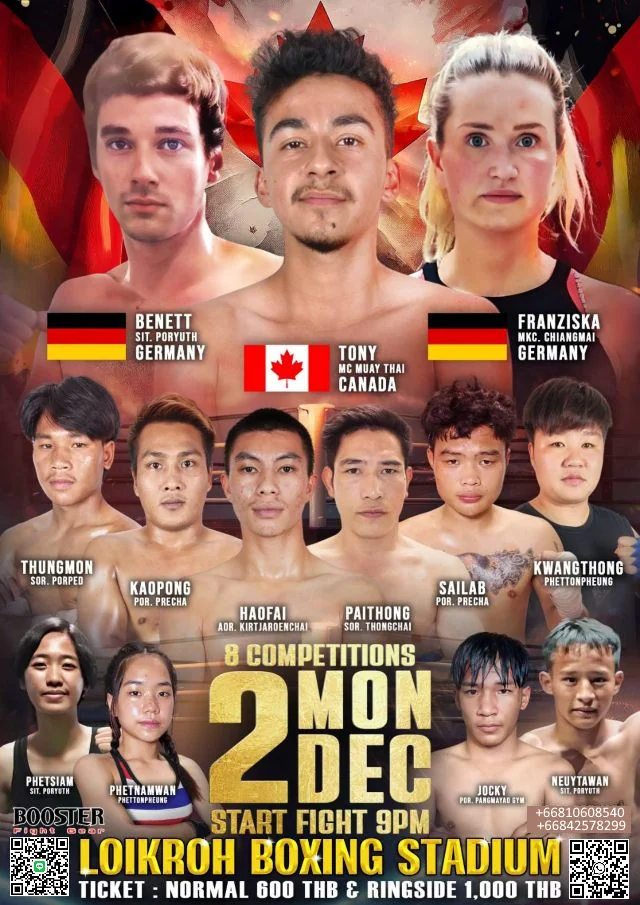 BENETT
SIT. PORYUTH
GERMANY
TONY
MC MUAY THAI
CANADA
FRANZISKA
MKC. CHIANGMAI
GERMANY
THUNGMON
SOR. PORPED
KAOPONG
POR. PRECHA
HAOFAI
AOR. KIRTJAROENCHAI
PAITHONG
SOR. THONGCHAI
SAILAB
POR. PRECHA
KWANGTHONG
PHETTONPHEUNG
8 COMPETITIONS
2 MON
DEC
START FIGHT 9PM
PHETSIAM
SIT. PORYUTH
PHETNAMWAN
PHETTONPHEUNG
JOCKY
POR. PANGMAYAO GYM
NEUYTAWAN
SIT. PORYUTH
BOOSTER
Fight Gear
+66810608540
+66842578299
LOIKROH BOXING STADIUM
TICKET : NORMAL 600 THB & RINGSIDE 1,000 THB